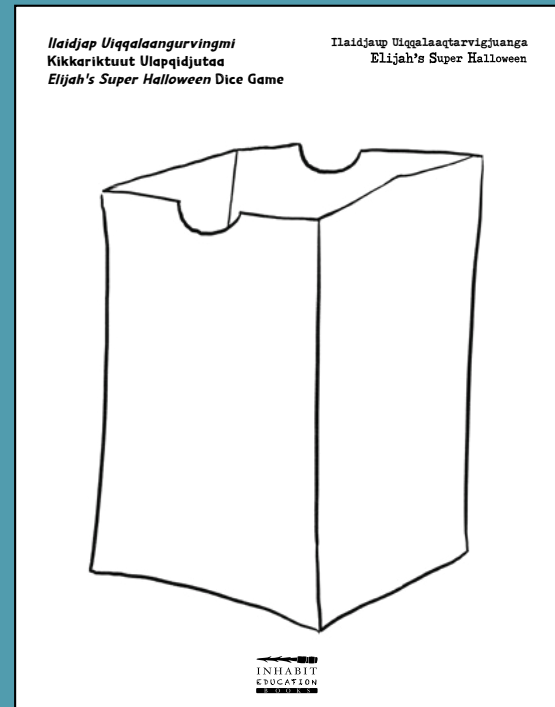 Ilaidjap Uiqqalaangurvingmi
Kikkariktuut Ulapqidjutaa
Elijah's Super Halloween Dice Game
Ilaidjaup Uiqqalaaqtarvigjuanga
Elijah's Super Halloween
INHABIT
EDUCATION
BOOKS